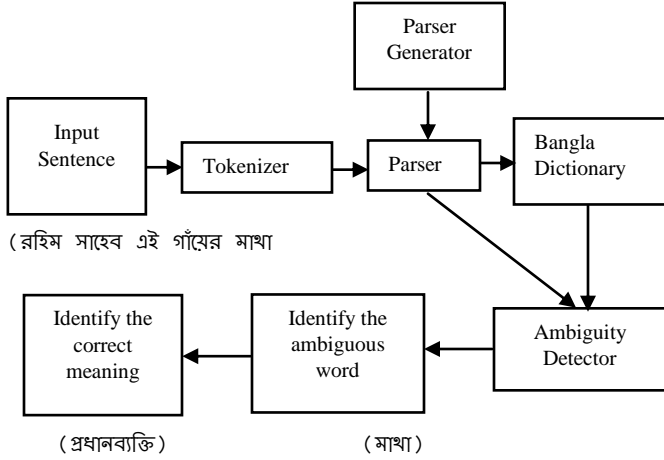 Parser
Generator
Input
Sentence
Tokenizer
Parser
Bangla
Dictionary
(রহিম সাহেব এই গাঁয়ের মাথা
Identify the
correct
meaning
Identify the
ambiguous
word
Ambiguity
Detector
(প্রধানব্যক্তি)
(মাথা)